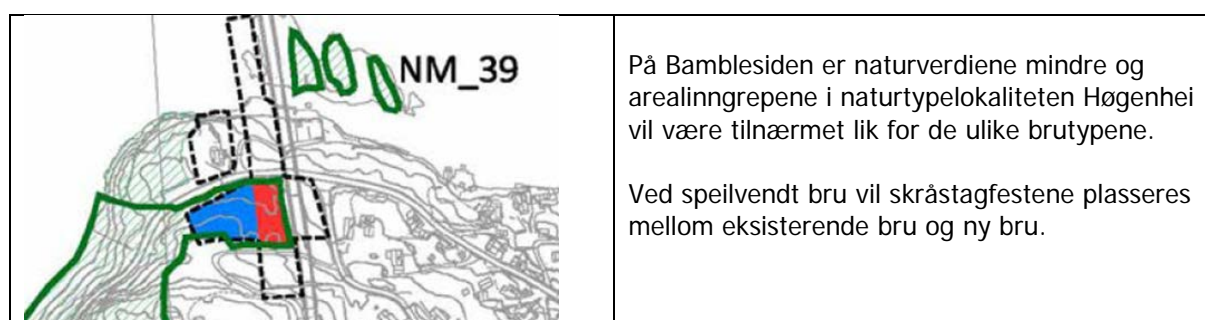 NM_39
På Bamblesiden er naturverdiene mindre og
arealinngrepene i naturtypelokaliteten Høgenhei
vil være tilnærmet lik for de ulike brutypene.
Ved speilvendt bru vil skråstagfestene plasseres
mellom eksisterende bru og ny bru.